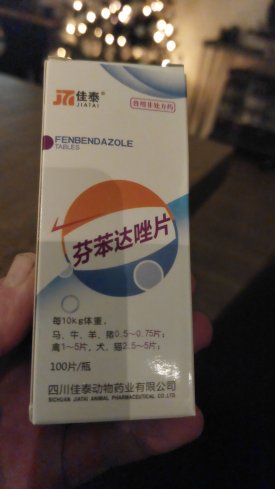 佳泰®
JIATAI
兽用非处方药
FENBENDAZOLE
TABLETS
芬苯达唑片
每10kg体重,
马、牛、羊、猪0.5~0.75片;
禽1~5片,犬、猫2.5~5片;
100片/瓶
四川佳泰动物药业有限公司
SICHUAN JIATAI ANIMAL PHARMACEUTICAL CO.,LTD